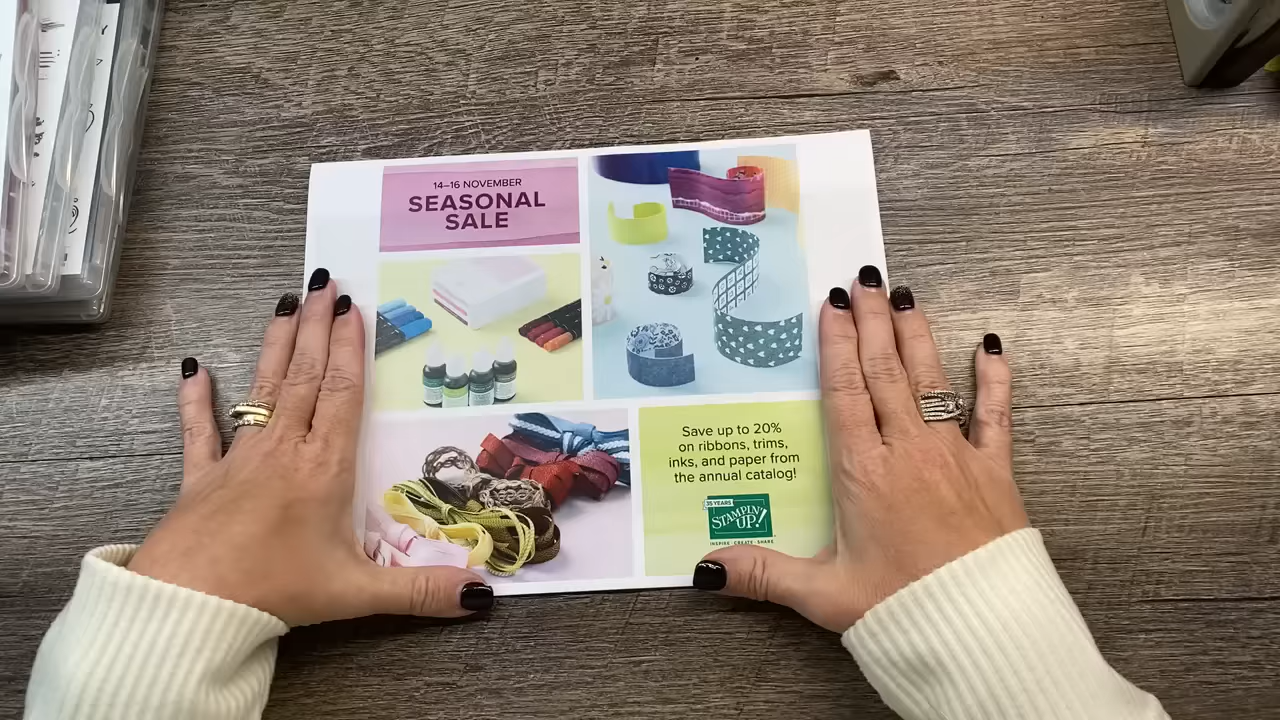 14–16 NOVEMBER
SEASONAL
SALE
Save up to 20%
on ribbons, trims,
inks, and paper from
the annual catalog!
35 YEARS
STAMPIN'
UP!
INSPIRE · CREATE · SHARE